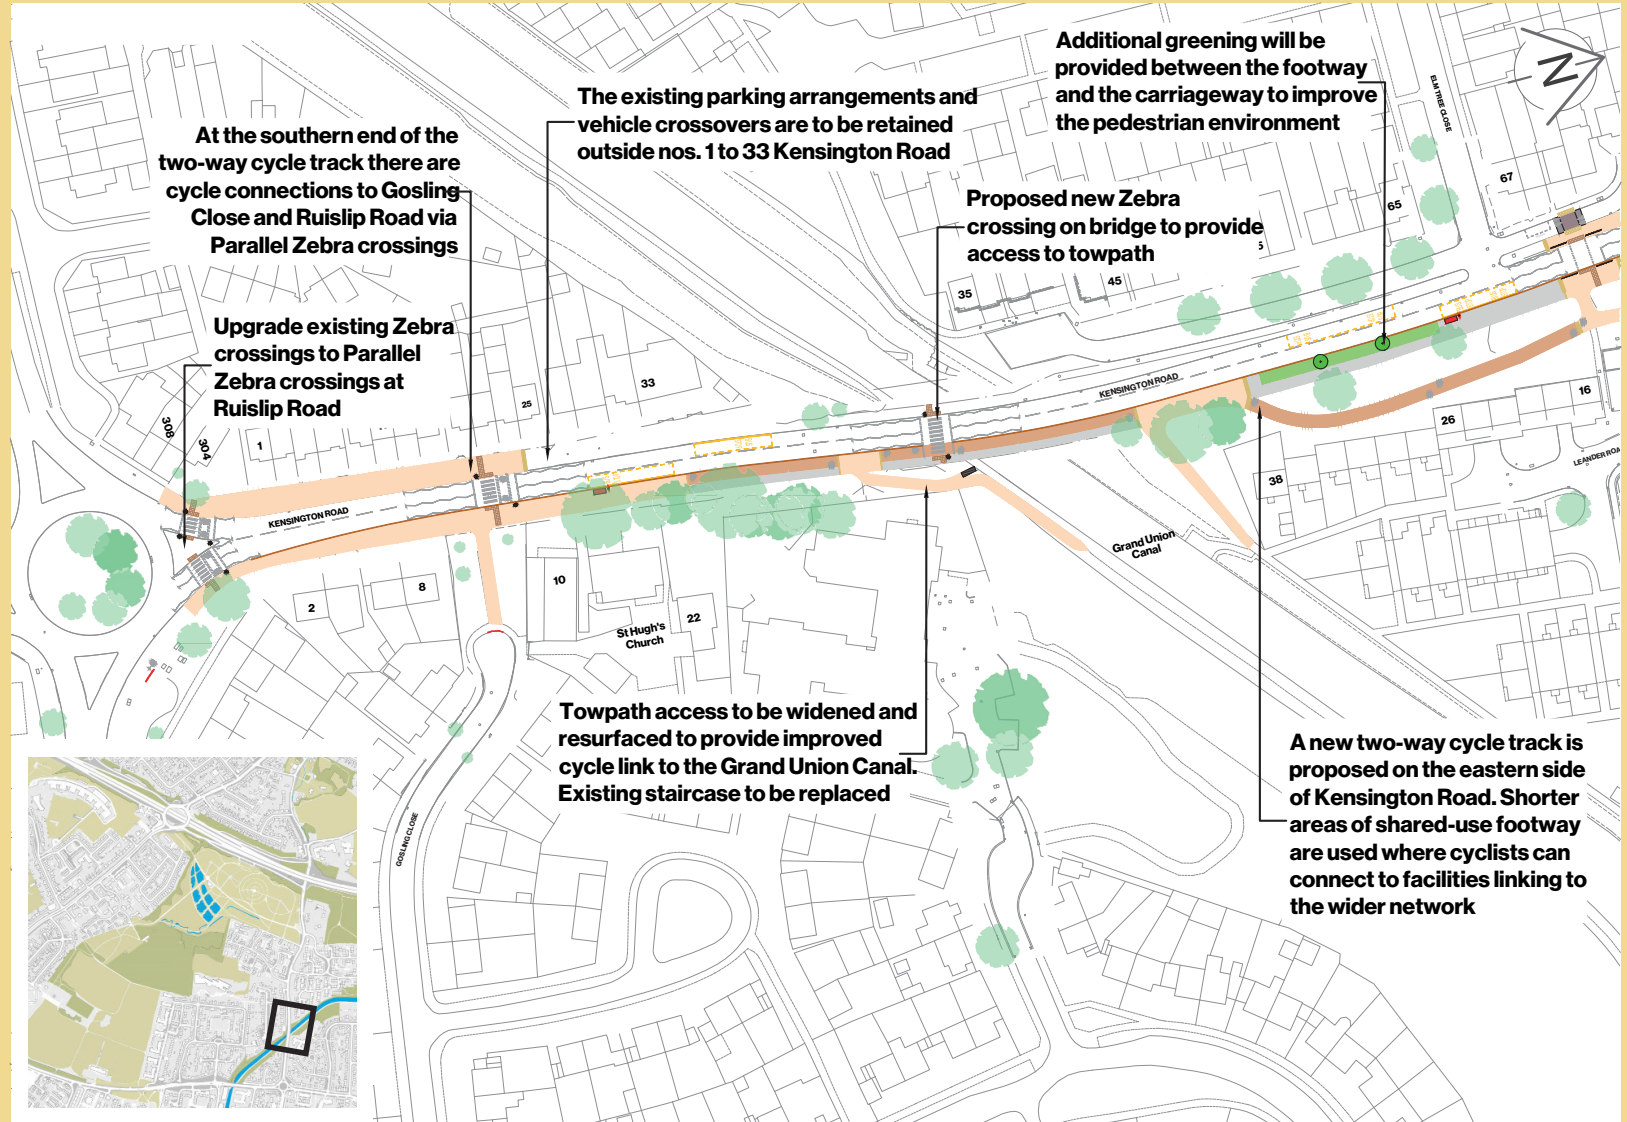 Additional greening will be
provided between the footway
and the carriageway to improve
the pedestrian environment
N
ELM TREE CLOSE
The existing parking arrangements and
vehicle crossovers are to be retained
outside nos. 1 to 33 Kensington Road
At the southern end of the
two-way cycle track there are
cycle connections to Gosling
Close and Ruislip Road via
Parallel Zebra crossings
Proposed new Zebra
crossing on bridge to provide
access to towpath
67
65
5
45
35
Upgrade existing Zebra
crossings to Parallel
Zebra crossings at
Ruislip Road
33
25
308
304
1
KENSINGTON ROAD
KENSINGTON ROAD
16
26
LEANDER ROA
38
Grand Union
Canal
2
8
10
22
St Hugh's
Church
GOSLING CLOSE
Towpath access to be widened and
resurfaced to provide improved
cycle link to the Grand Union Canal.
Existing staircase to be replaced
A new two-way cycle track is
proposed on the eastern side
of Kensington Road. Shorter
areas of shared-use footway
are used where cyclists can
connect to facilities linking to
the wider network